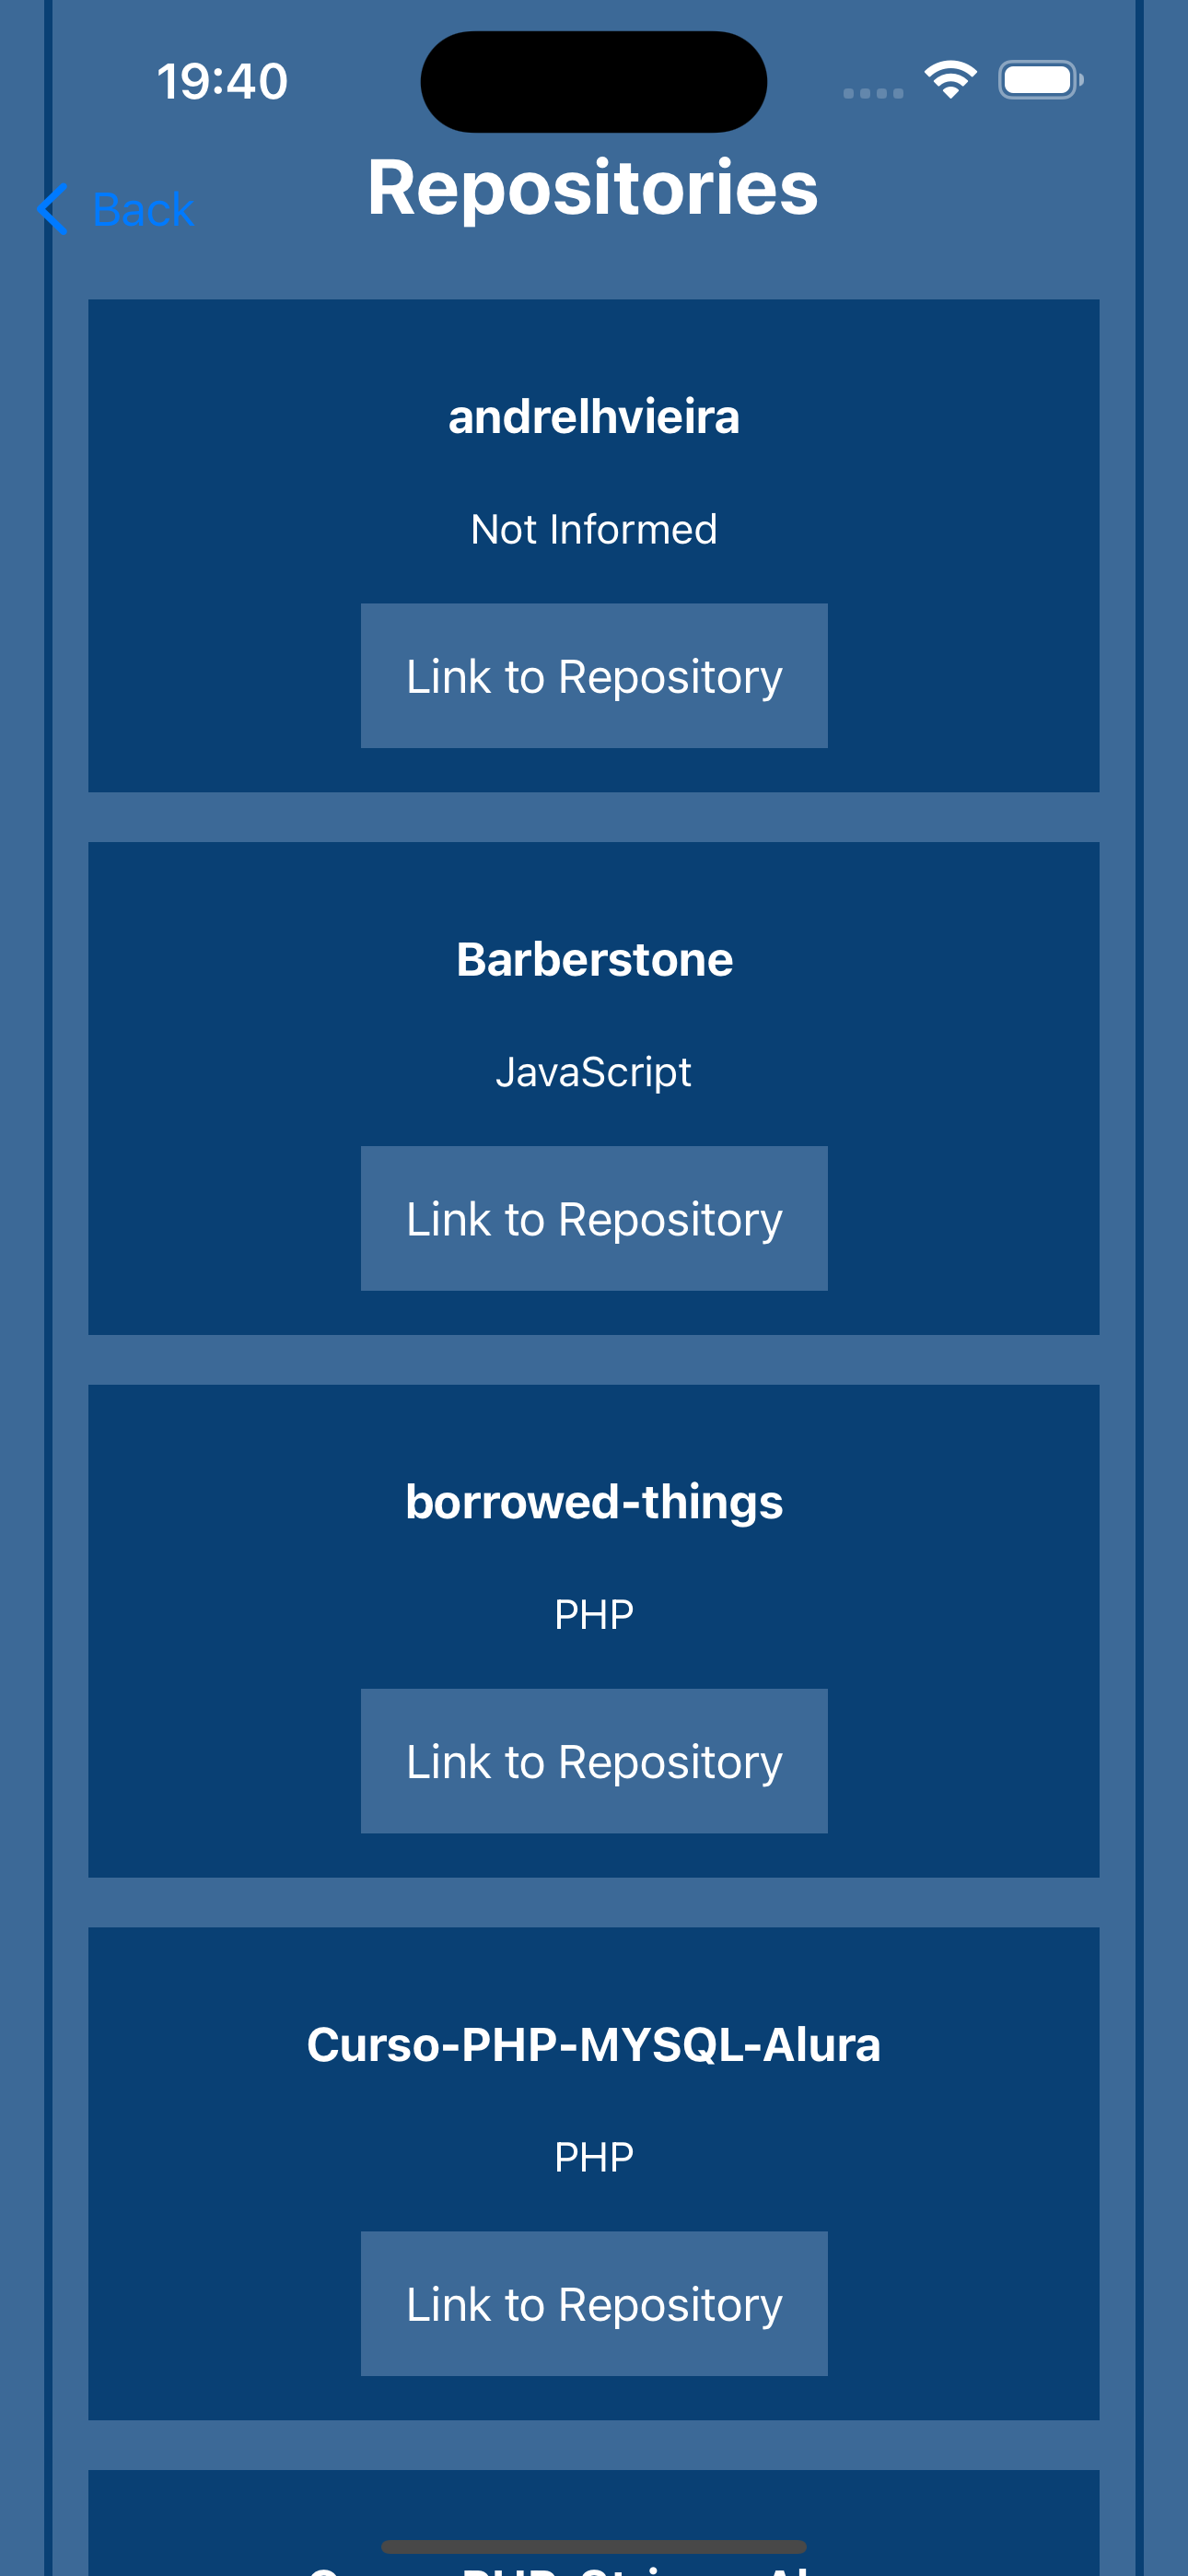 19:40
Back
Repositories
andrelhvieira
Not Informed
Link to Repository
Barberstone
JavaScript
Link to Repository
borrowed-things
PHP
Link to Repository
Curso-PHP-MYSQL-Alura
PHP
Link to Repository